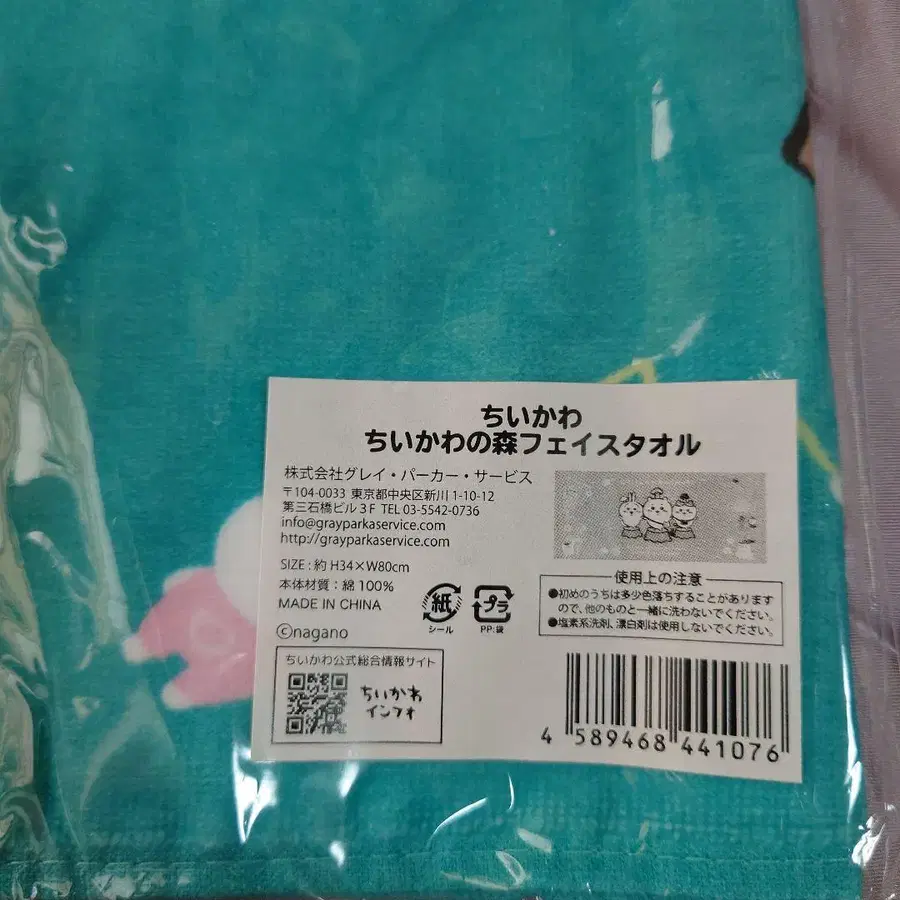 ちいかわ
ちいかわの森フェイスタオル
株式会社グレイ・パーカー・サービス
〒104-0033 東京都中央区新川 1-10-12
第三石橋ビル 3F TEL 03-5542-0736
info@grayparkaservice.com
http://grayparkaservice.com
SIZE : 約 H34×W80cm
本体材質 : 綿 100%
MADE IN CHINA
©nagano
紙
シール
プラ
PP:袋
使用上の注意
●初めのうちは多少色落ちすることがあります
ので、他のものと一緒に洗わないでください。
●塩素系洗剤、漂白剤は使用しないでください。
ちいかわ公式総合情報サイト
ちいかわ
インフォ
4 589468 441076